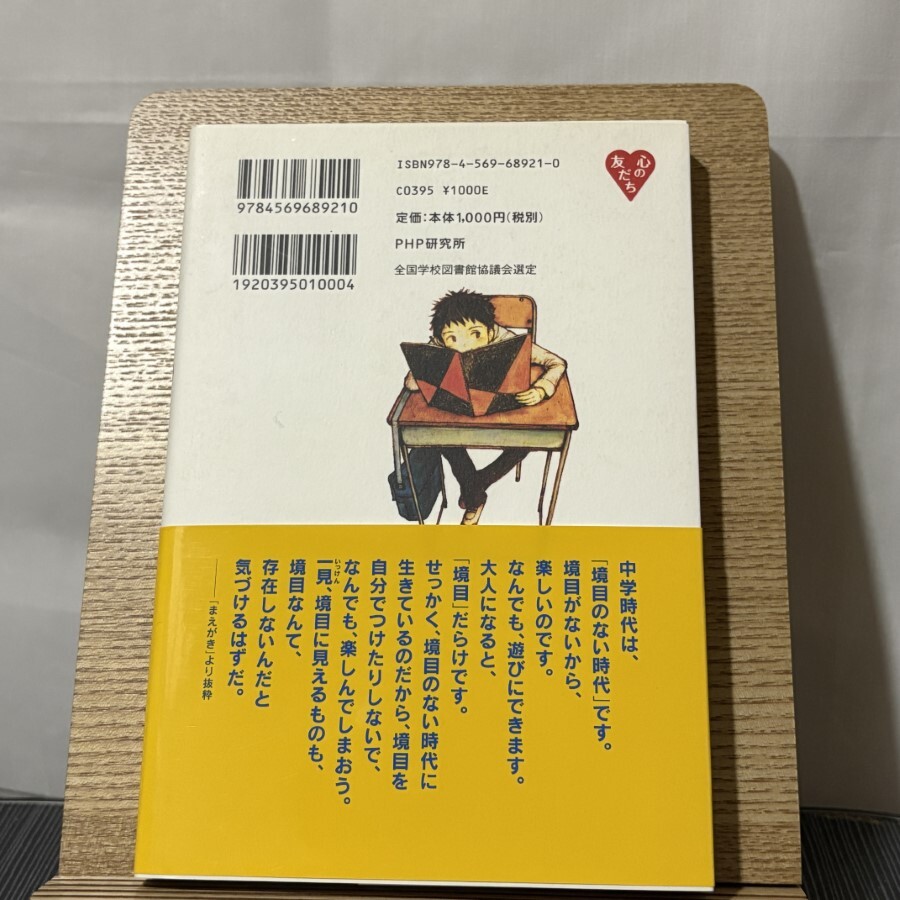 ISBN978-4-569-68921-0
C0395 ¥1000E
定価：本体1,000円（税別）
PHP研究所
全国学校図書館協議会選定
心の
友だち
9784569689210
1920395010004
中学時代は、
「境目のない時代」です。
境目がないから、
楽しいのです。
なんでも、遊びにできます。
大人になると、
「境目」だらけです。
せっかく、境目のない時代に
生きているのだから、境目を
自分でつけたりしないで、
なんでも、楽しんでしまおう。
いっけん
一見、境目に見えるものも、
境目なんて、
存在しないんだと
気づけるはずだ。
――「まえがき」より抜粋